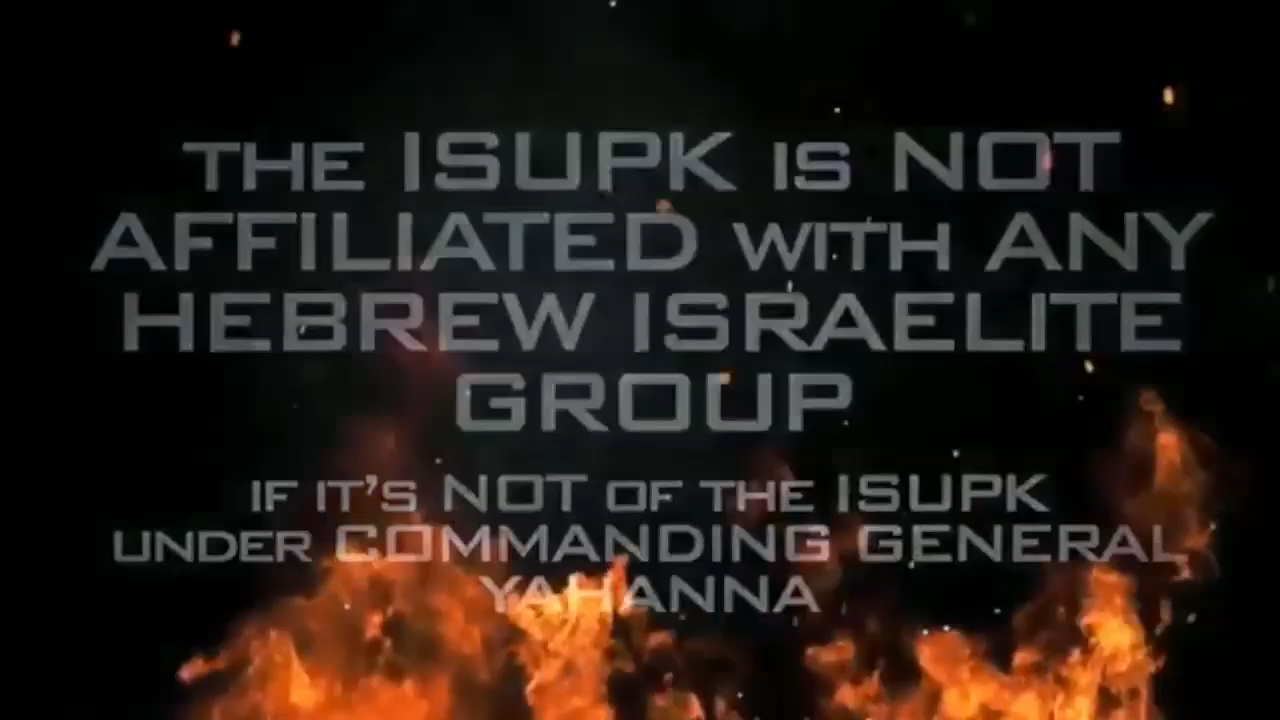 THE ISUPK IS NOT
AFFILIATED WITH ANY
HEBREW ISRAELITE
GROUP
IF IT'S NOT OF THE ISUPK
UNDER COMMANDING GENERAL
YAHANNA